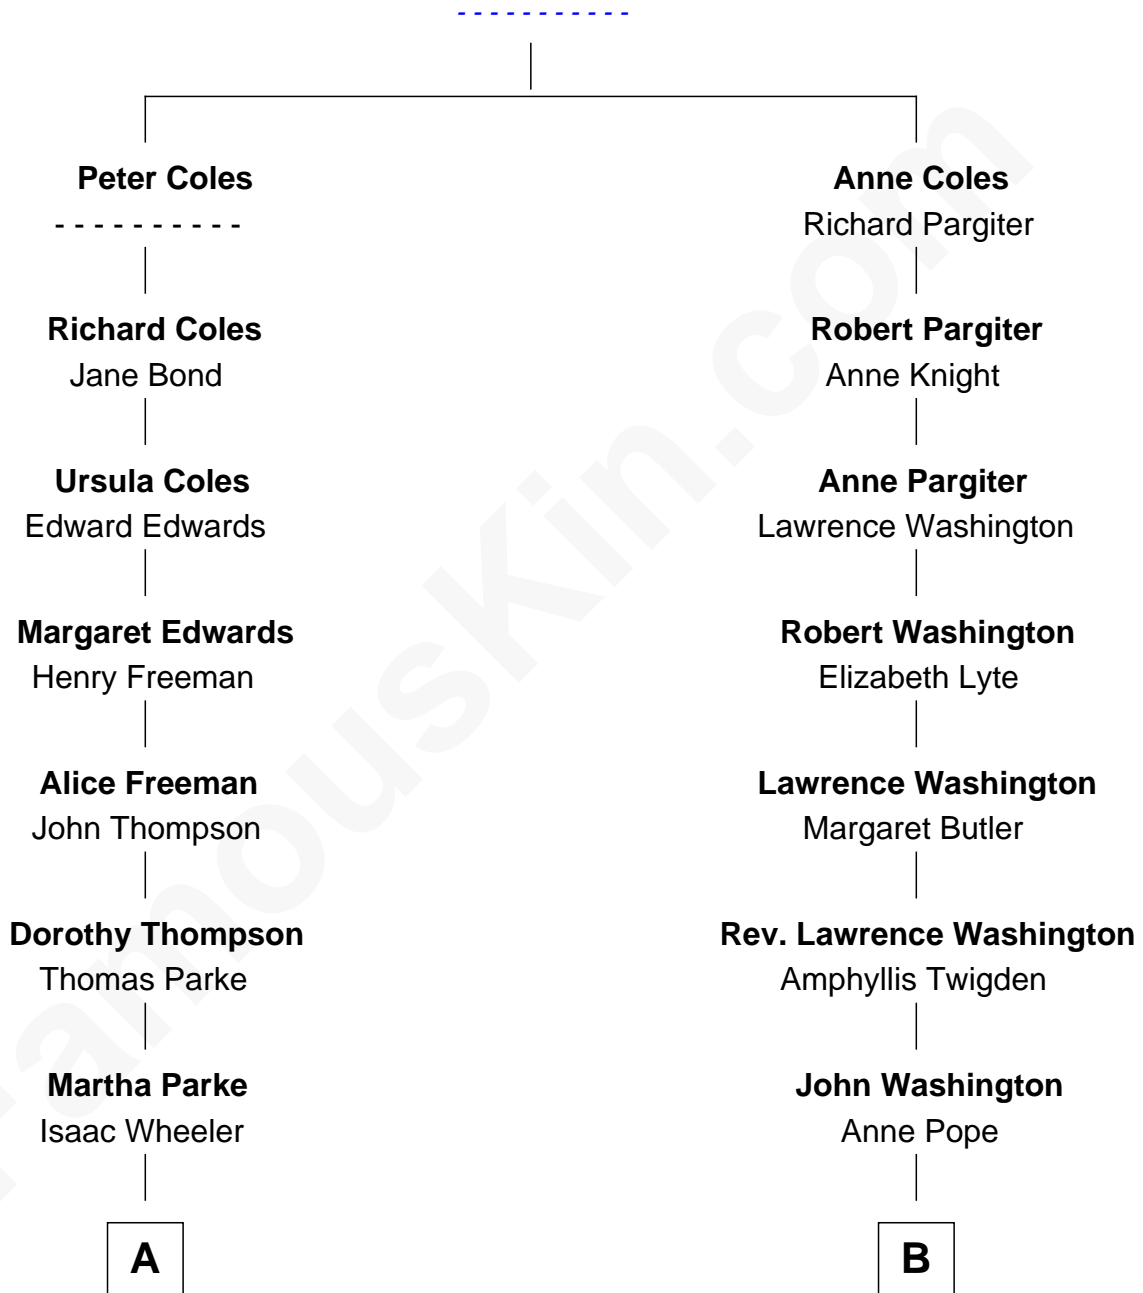 - - - - - - - - - - -
Peter Coles
- - - - - - - - - -
Anne Coles
Richard Pargiter
Richard Coles
Jane Bond
Robert Pargiter
Anne Knight
Ursula Coles
Edward Edwards
Anne Pargiter
Lawrence Washington
Margaret Edwards
Henry Freeman
Robert Washington
Elizabeth Lyte
Alice Freeman
John Thompson
Lawrence Washington
Margaret Butler
Dorothy Thompson
Thomas Parke
Rev. Lawrence Washington
Amphyllis Twigden
Martha Parke
Isaac Wheeler
John Washington
Anne Pope
A
B
FamousKin.com